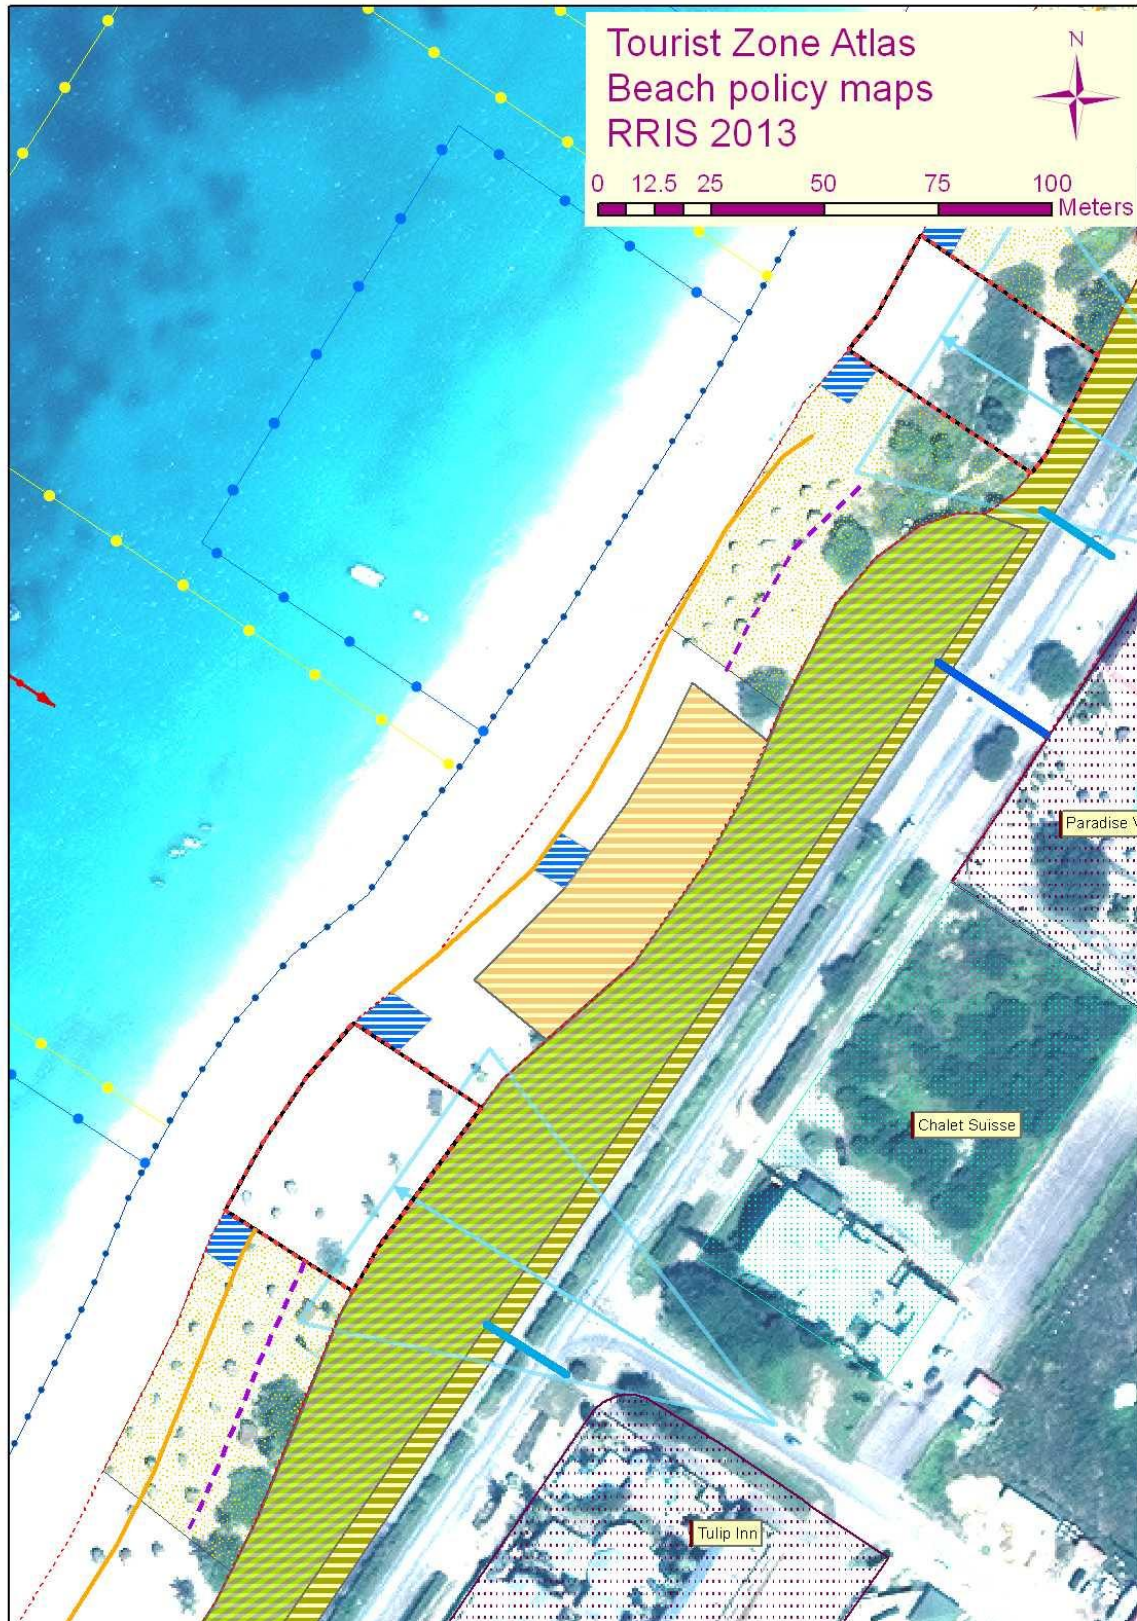 Tourist Zone Atlas
Beach policy maps
RRIS 2013
N
0 12.5 25 50 75 100
Meters
Paradise V
Chalet Suisse
Tulip Inn